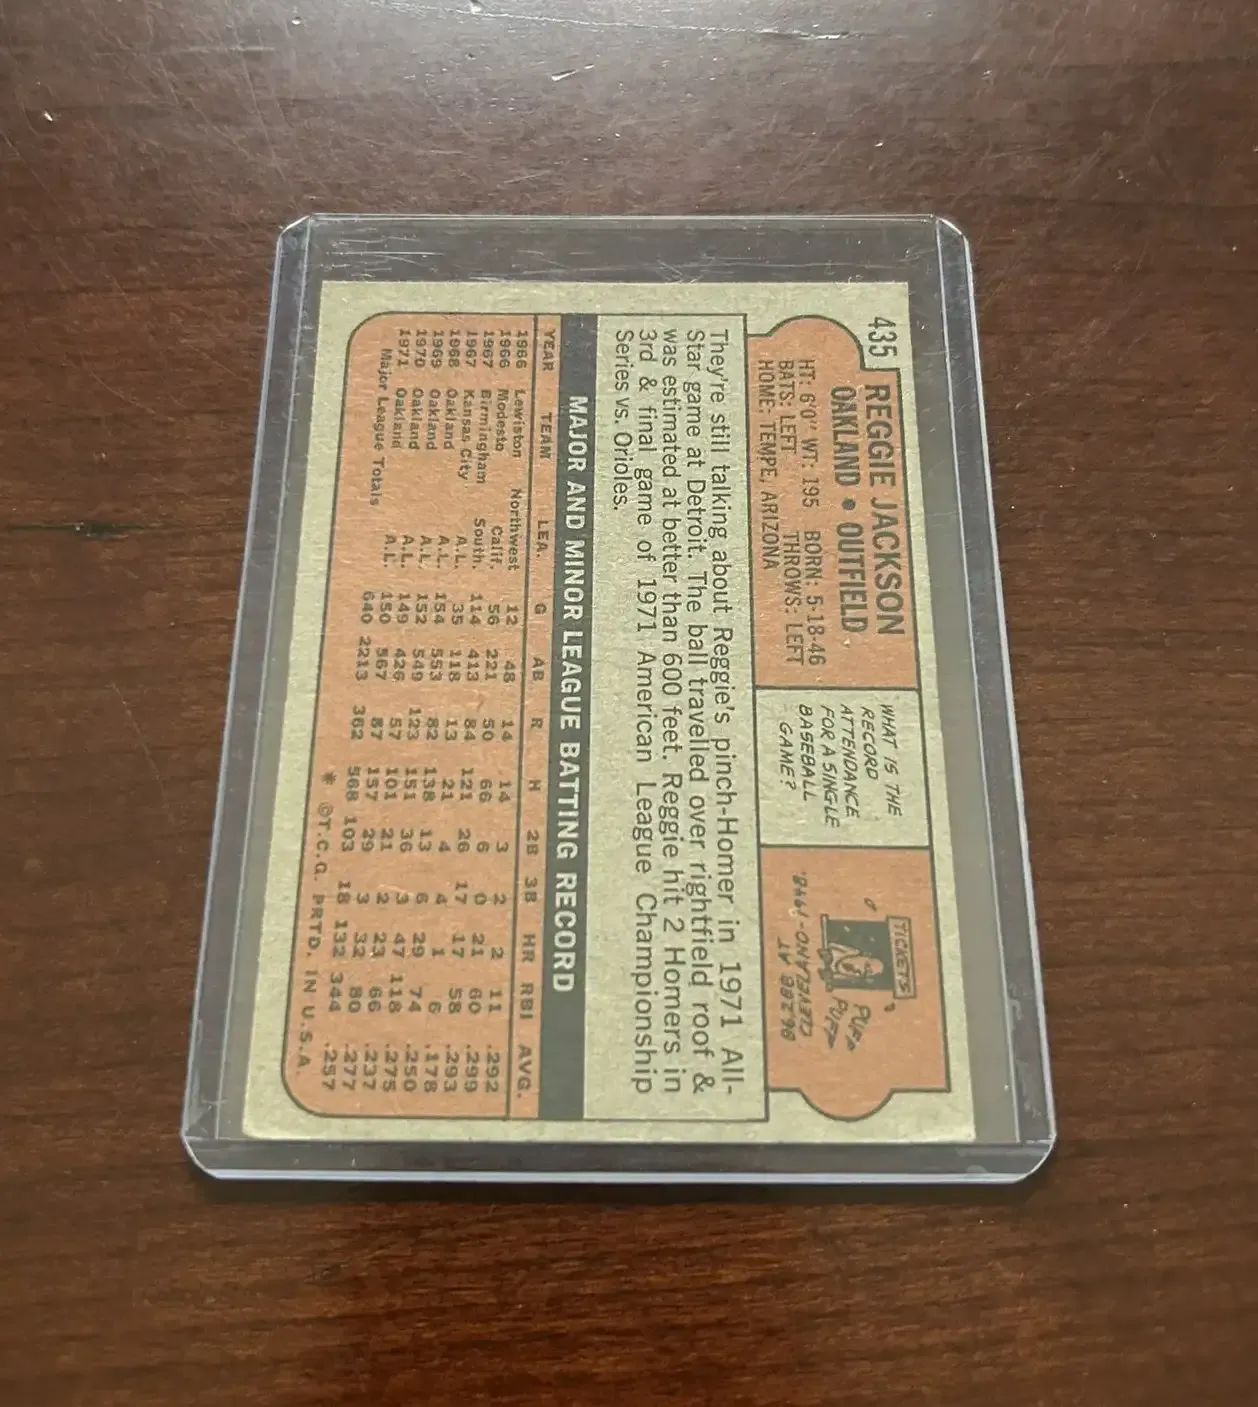 435 REGGIE JACKSON
OAKLAND • OUTFIELD
HT: 6'0" WT: 195 BORN: 5-18-46
BATS: LEFT THROWS: LEFT
HOME: TEMPE, ARIZONA
WHAT IS THE
RECORD
ATTENDANCE
FOR A SINGLE
BASEBALL
GAME?
TICKETS
PUFF
PUFF
86,288 AT
CLEVELAND-1948.
They're still talking about Reggie's pinch-Homer in 1971 All-
Star game at Detroit. The ball travelled over rightfield roof &
was estimated at better than 600 feet. Reggie hit 2 Homers in
3rd & final game of 1971 American League Championship
Series vs. Orioles.
MAJOR AND MINOR LEAGUE BATTING RECORD
YEAR TEAM LEA. G AB R H 2B 3B HR RBI AVG.
1966 Lewiston Northwest 12 48 14 14 3 2 2 11 .292
1966 Modesto Calif. 56 221 50 66 6 0 21 60 .299
1967 Birmingham South. 114 413 84 121 26 17 17 58 .293
1967 Kansas City A.L. 35 118 13 21 4 4 1 6 .178
1968 Oakland A.L. 154 553 82 138 13 6 29 74 .250
1969 Oakland A.L. 152 549 123 151 36 3 47 118 .275
1970 Oakland A.L. 149 426 57 101 21 2 23 66 .237
1971 Oakland A.L. 150 567 87 157 29 3 32 80 .277
Major League Totals 640 2213 362 568 103 18 132 344 .257
* ©T.C.G. PRTD. IN U.S.A.